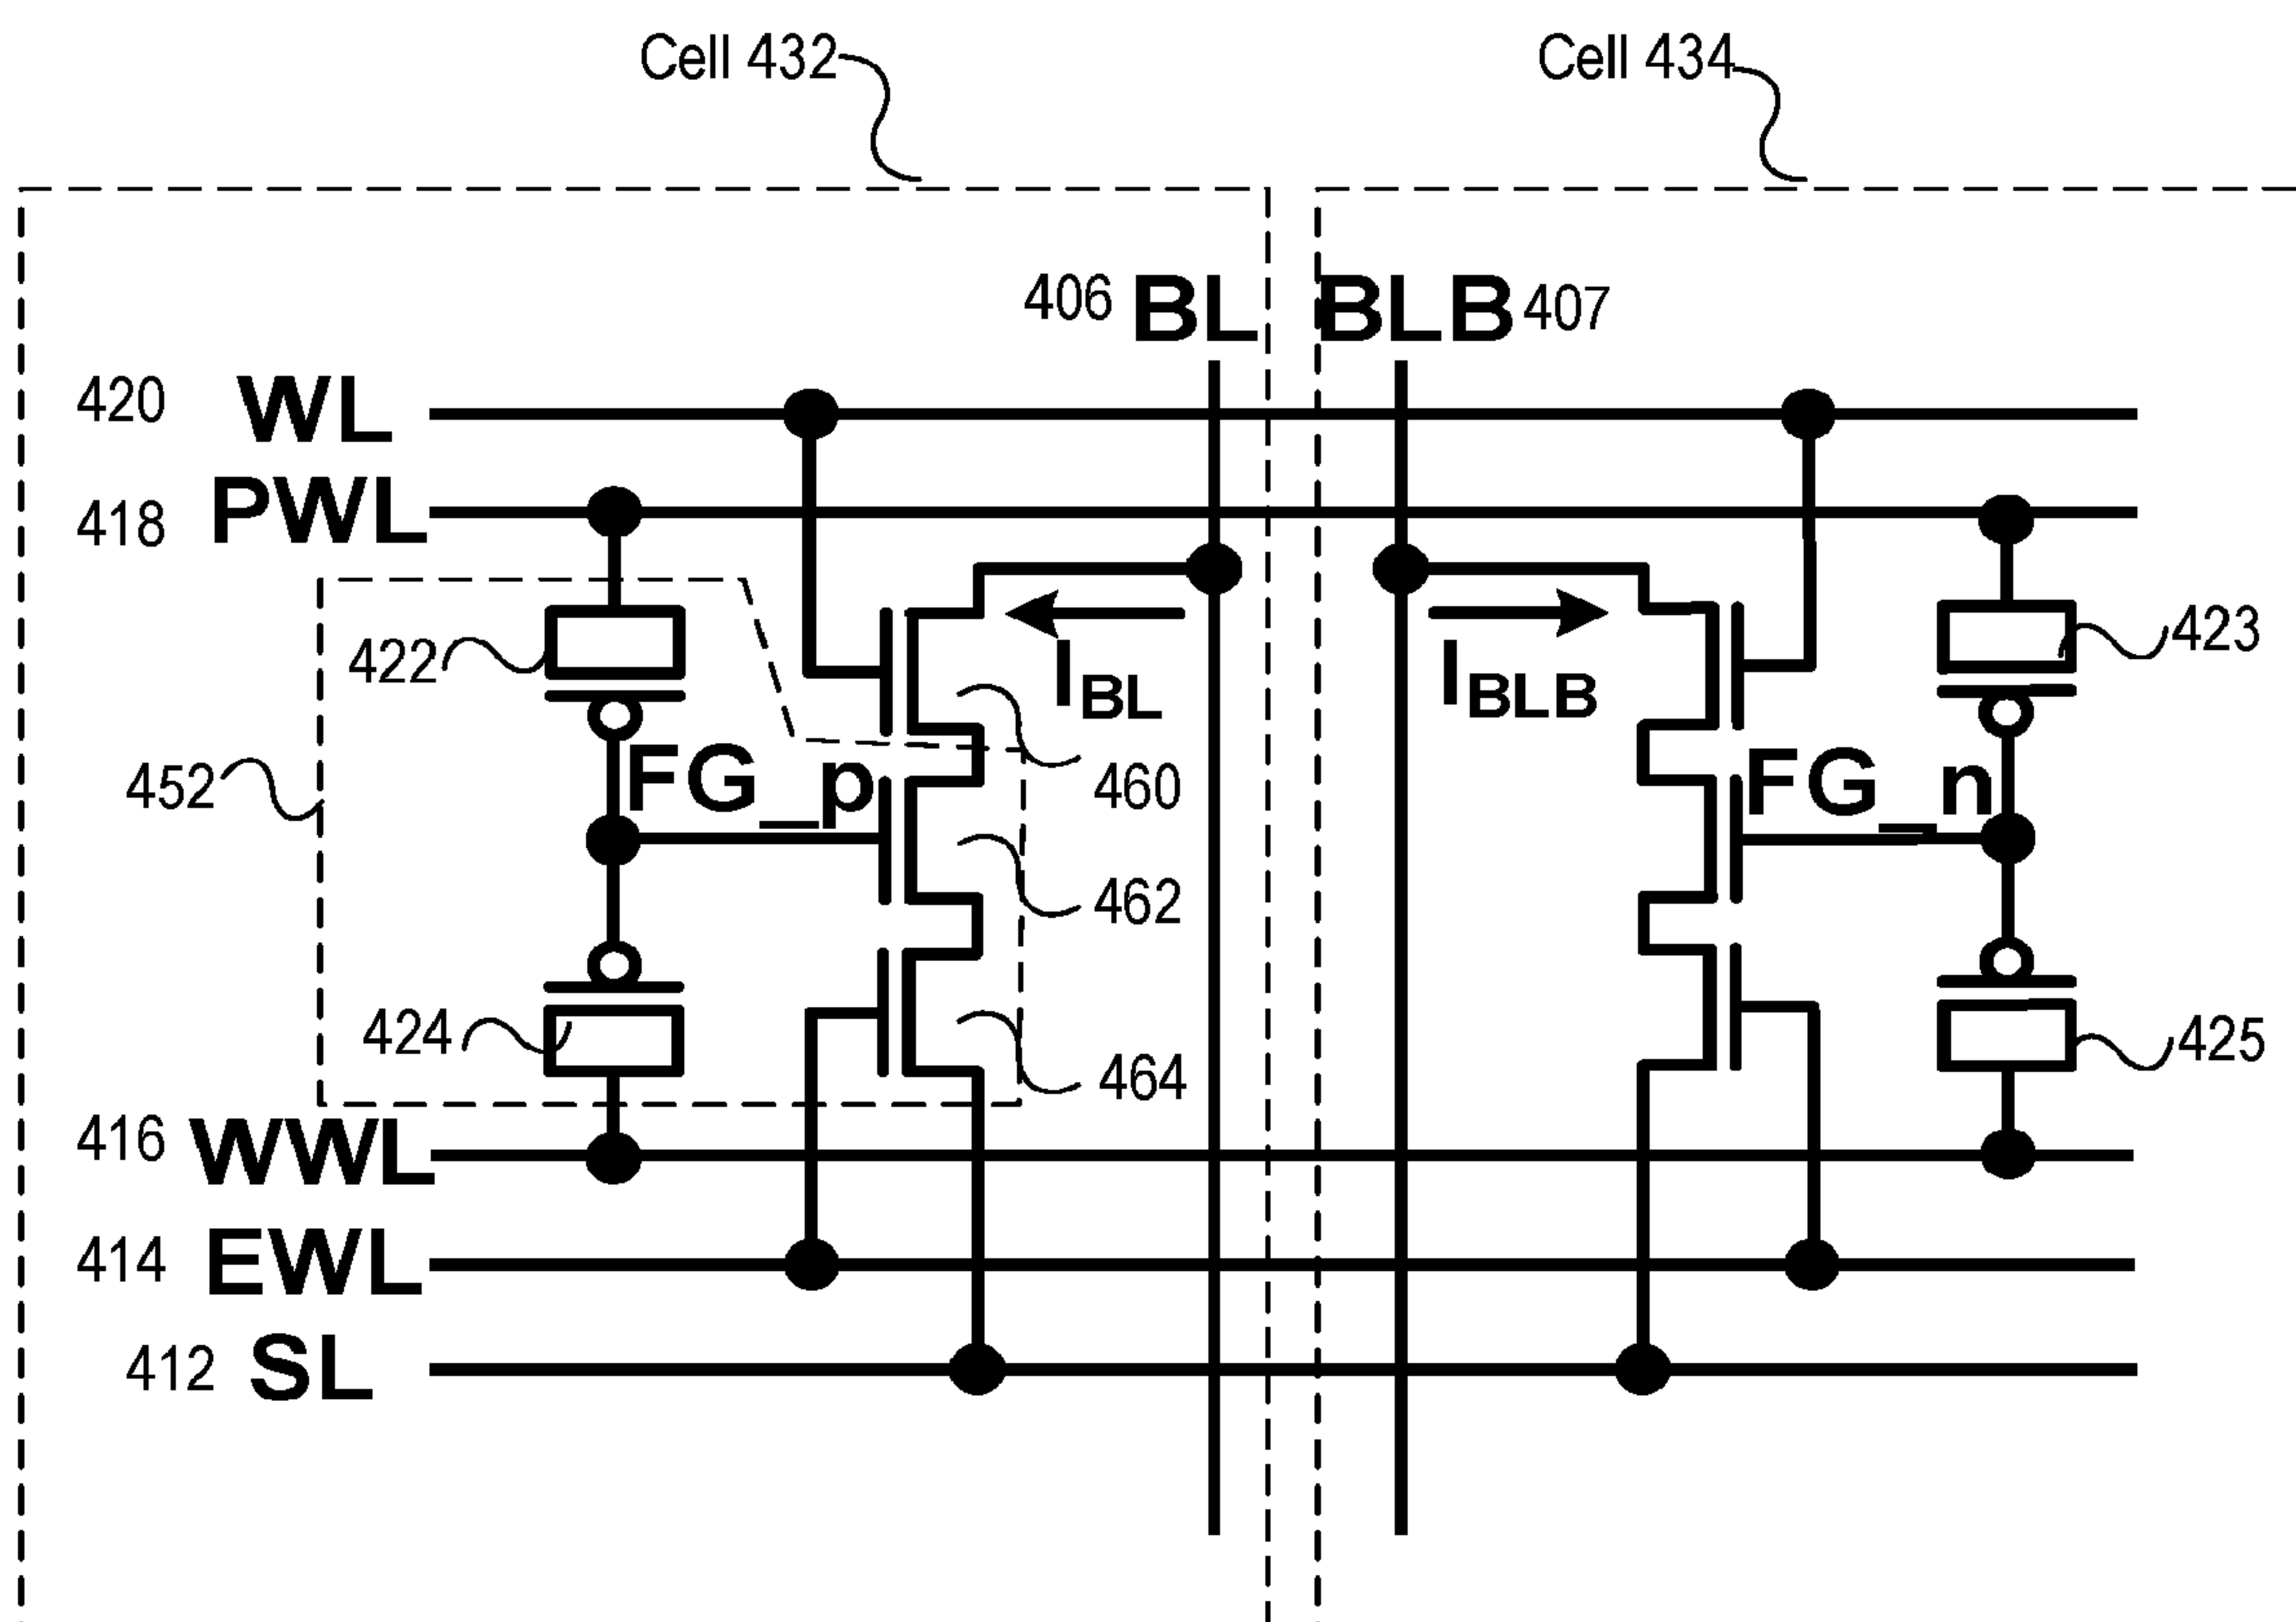 Cell 432
Cell 434
406 BL
BLB 407
420 WL
418 PWL
422
I_BL
I_BLB
423
452
FG_p
460
FG_n
462
424
464
425
416 WWL
414 EWL
412 SL